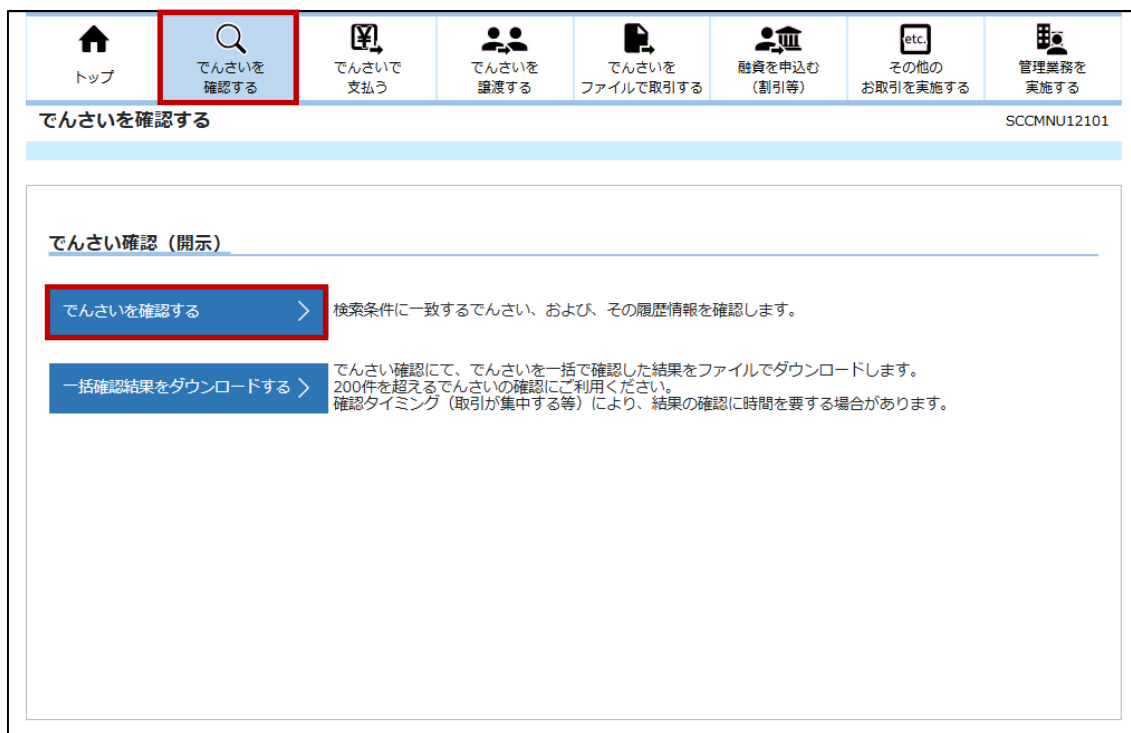 トップ
でんさいを
確認する
でんさいで
支払う
でんさいを
譲渡する
でんさいを
ファイルで取引する
融資を申込む
（割引等）
etc.
その他の
お取引を実施する
管理業務を
実施する
でんさいを確認する
SCCMNU12101
でんさい確認（開示）
でんさいを確認する
検索条件に一致するでんさい、および、その履歴情報を確認します。
一括確認結果をダウンロードする
でんさい確認にて、でんさいを一括で確認した結果をファイルでダウンロードします。
200件を超えるでんさいの確認にご利用ください。
確認タイミング（取引が集中する等）により、結果の確認に時間を要する場合があります。